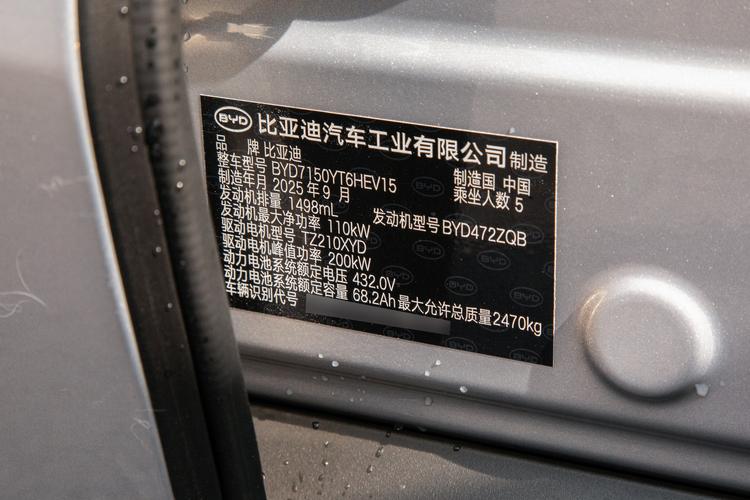 BYD 比亚迪汽车工业有限公司 制造
品 牌 比亚迪 制造国 中国
整车型号 BYD7150YT6HEV15 乘坐人数 5
制造年月 2025 年 9 月
发动机排量 1498mL 发动机型号 BYD472ZQB
发动机最大净功率 110kW
驱动电机型号 TZ210XYD
驱动电机峰值功率 200kW
动力电池系统额定电压 432.0V
动力电池系统额定容量 68.2Ah 最大允许总质量2470kg
车辆识别代号